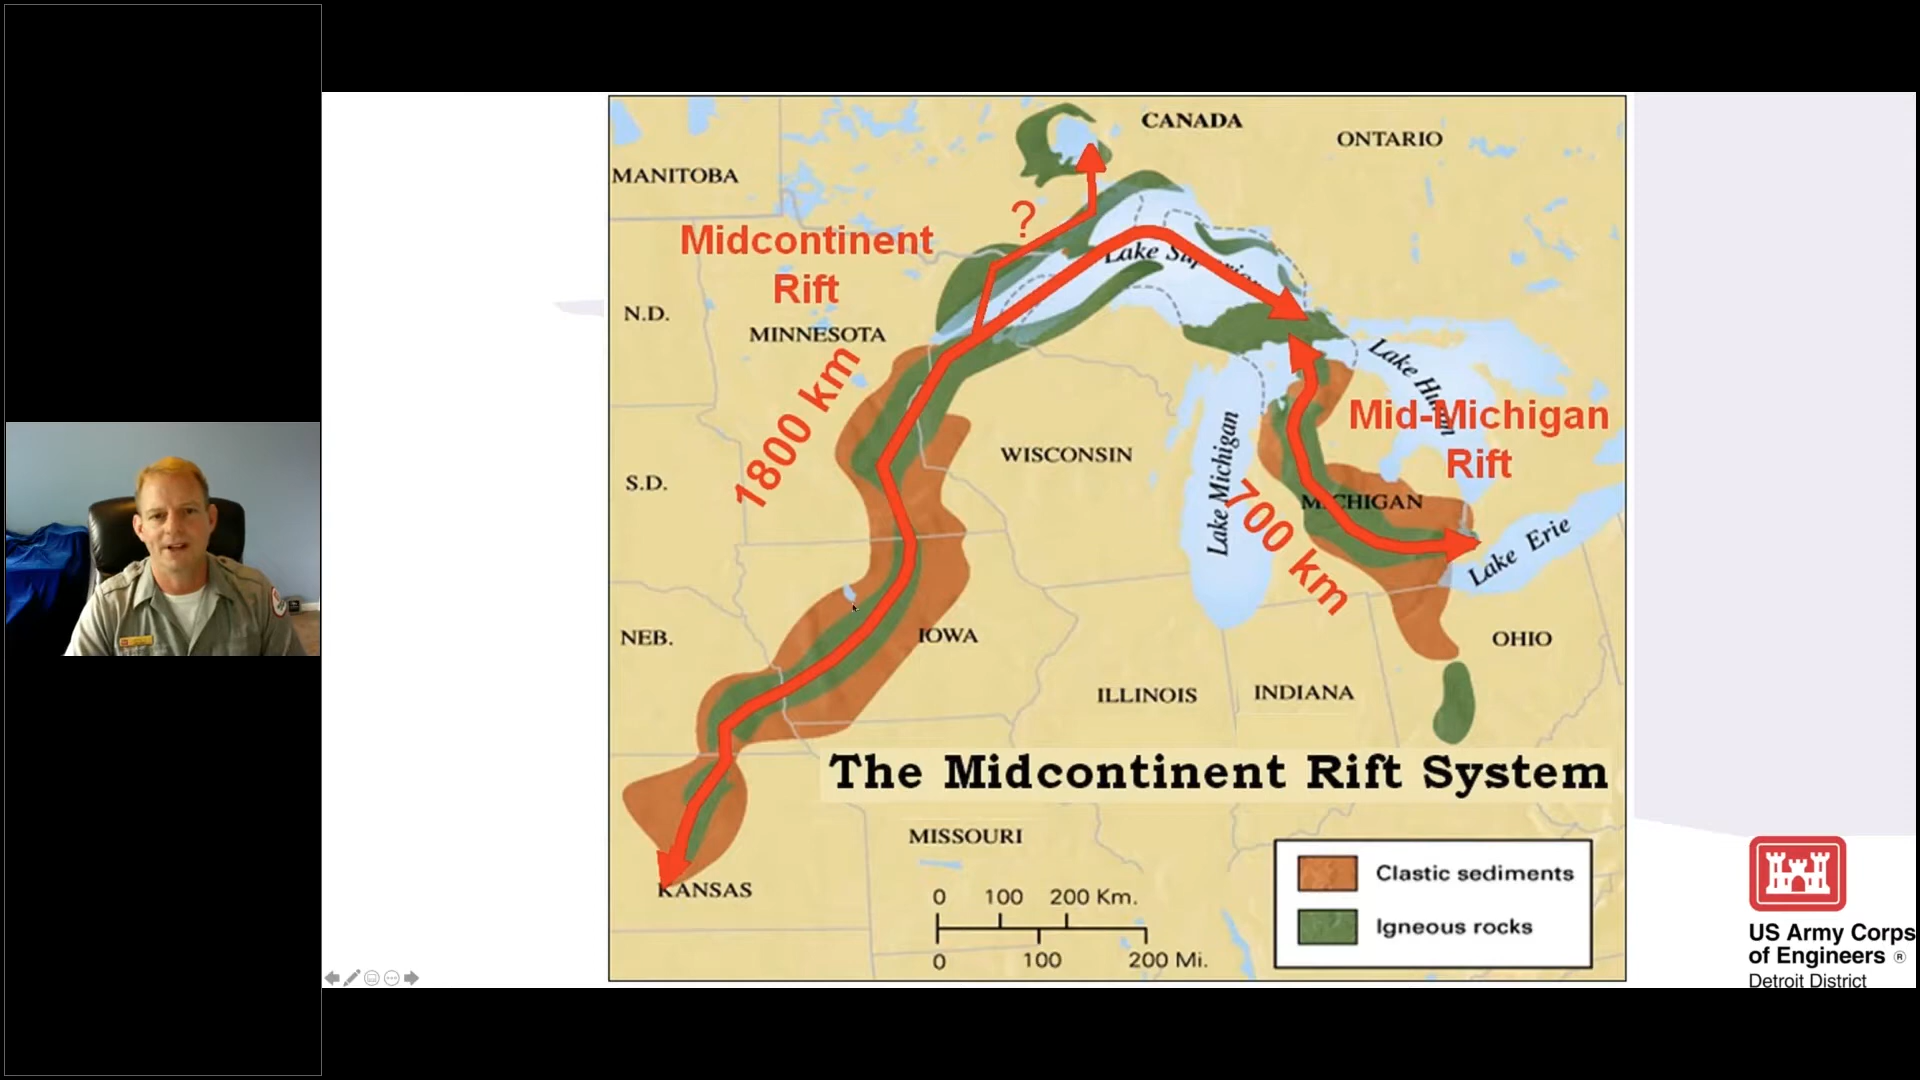 CANADA
ONTARIO
MANITOBA
?
Midcontinent
Rift
Lake Superior
N.D.
MINNESOTA
1800 km
Lake Huron
Mid-Michigan
Rift
WISCONSIN
Lake Michigan
S.D.
MICHIGAN
700 km
Lake Erie
NEB.
IOWA
OHIO
ILLINOIS
INDIANA
The Midcontinent Rift System
MISSOURI
KANSAS
0 100 200 Km.
0 100 200 Mi.
Clastic sediments
Igneous rocks
US Army Corps
of Engineers ®
Detroit District